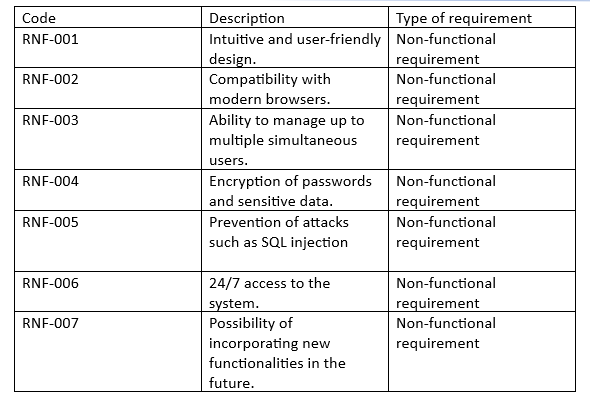 Code Description Type of requirement
RNF-001 Intuitive and user-friendly Non-functional
design. requirement
RNF-002 Compatibility with Non-functional
modern browsers. requirement
RNF-003 Ability to manage up to Non-functional
multiple simultaneous requirement
users.
RNF-004 Encryption of passwords Non-functional
and sensitive data. requirement
RNF-005 Prevention of attacks Non-functional
such as SQL injection requirement
RNF-006 24/7 access to the Non-functional
system. requirement
RNF-007 Possibility of Non-functional
incorporating new requirement
functionalities in the
future.